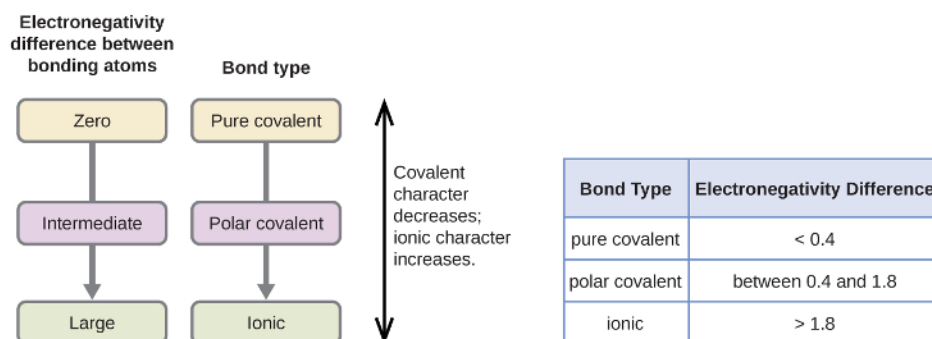 Electronegativity
difference between
bonding atoms
Bond type
Zero
Pure covalent
Intermediate
Polar covalent
Large
Ionic
Covalent
character
decreases;
ionic character
increases.
Bond Type
Electronegativity Difference
pure covalent
< 0.4
polar covalent
between 0.4 and 1.8
ionic
> 1.8